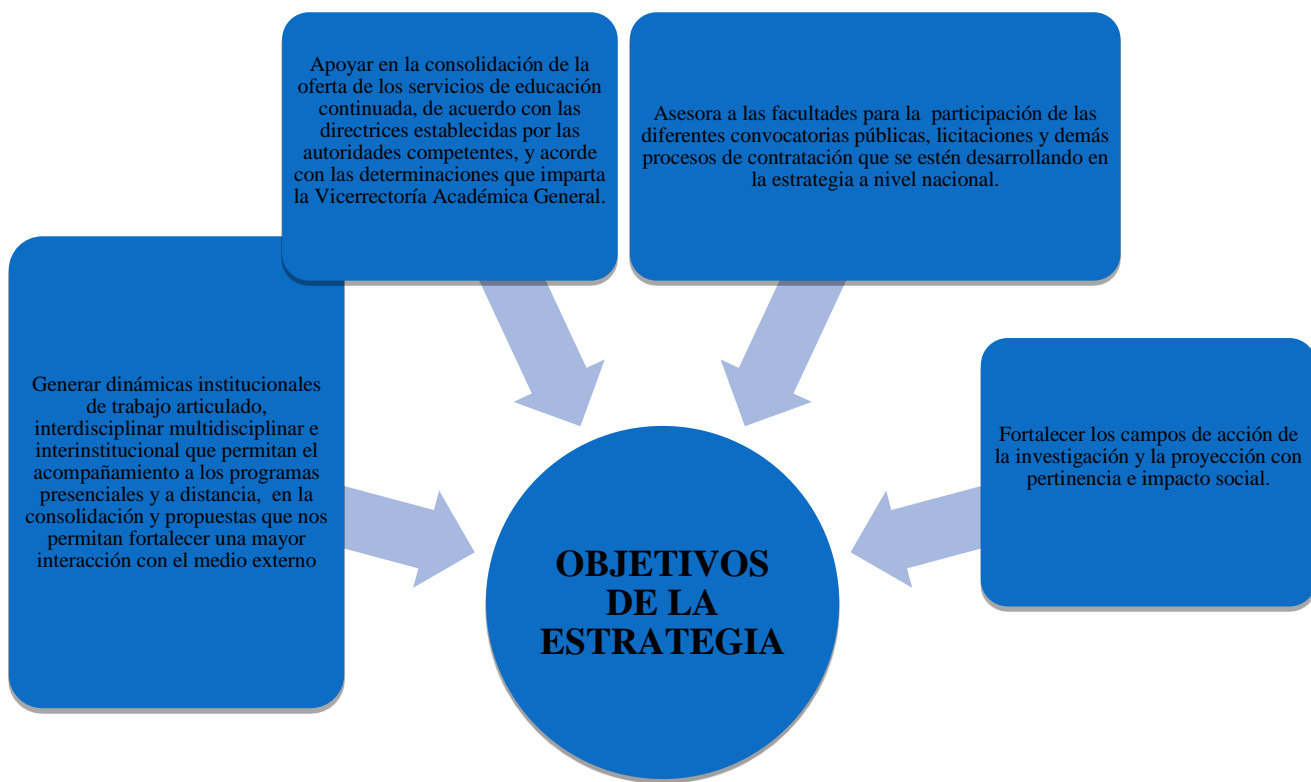 Apoyar en la consolidación de la
oferta de los servicios de educación
continuada, de acuerdo con las
directrices establecidas por las
autoridades competentes, y acorde
con las determinaciones que imparta
la Vicerrectoría Académica General.
Asesora a las facultades para la participación de las
diferentes convocatorias públicas, licitaciones y demás
procesos de contratación que se estén desarrollando en
la estrategia a nivel nacional.
Generar dinámicas institucionales
de trabajo articulado,
interdisciplinar multidisciplinar e
interinstitucional que permitan el
acompañamiento a los programas
presenciales y a distancia, en la
consolidación y propuestas que nos
permitan fortalecer una mayor
interacción con el medio externo
Fortalecer los campos de acción de
la investigación y la proyección con
pertinencia e impacto social.
OBJETIVOS
DE LA
ESTRATEGIA